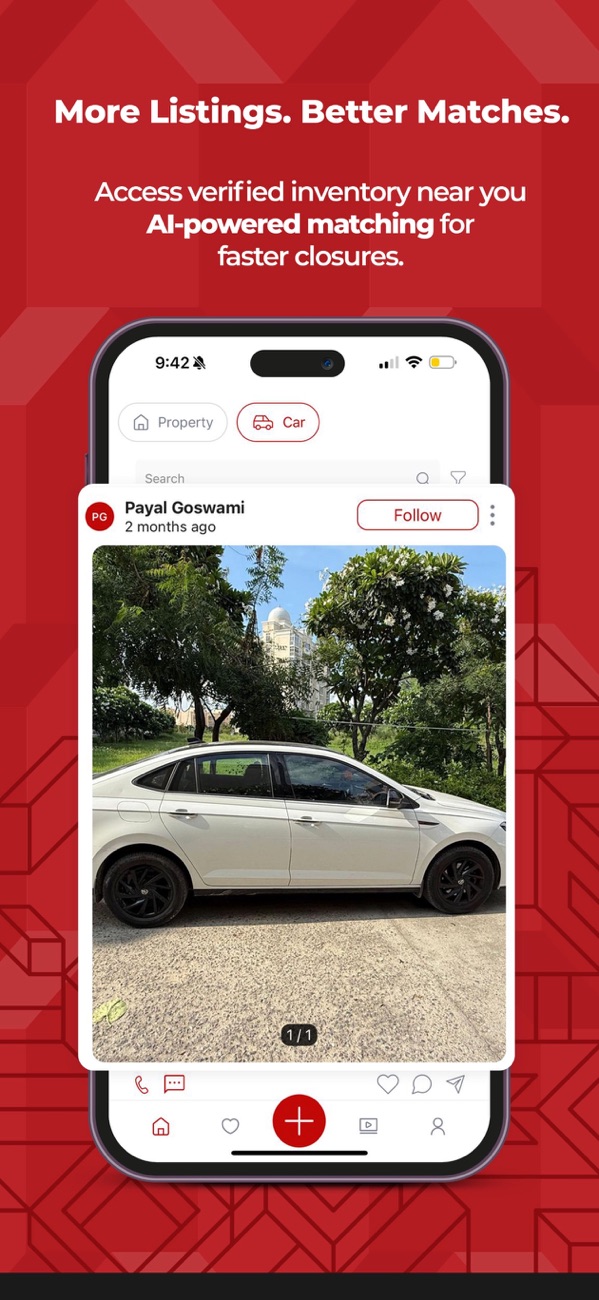 More Listings. Better Matches.
Access verified inventory near you
AI-powered matching for
faster closures.
9:42
Property
Car
Search
PG
Payal Goswami
2 months ago
Follow
1/1